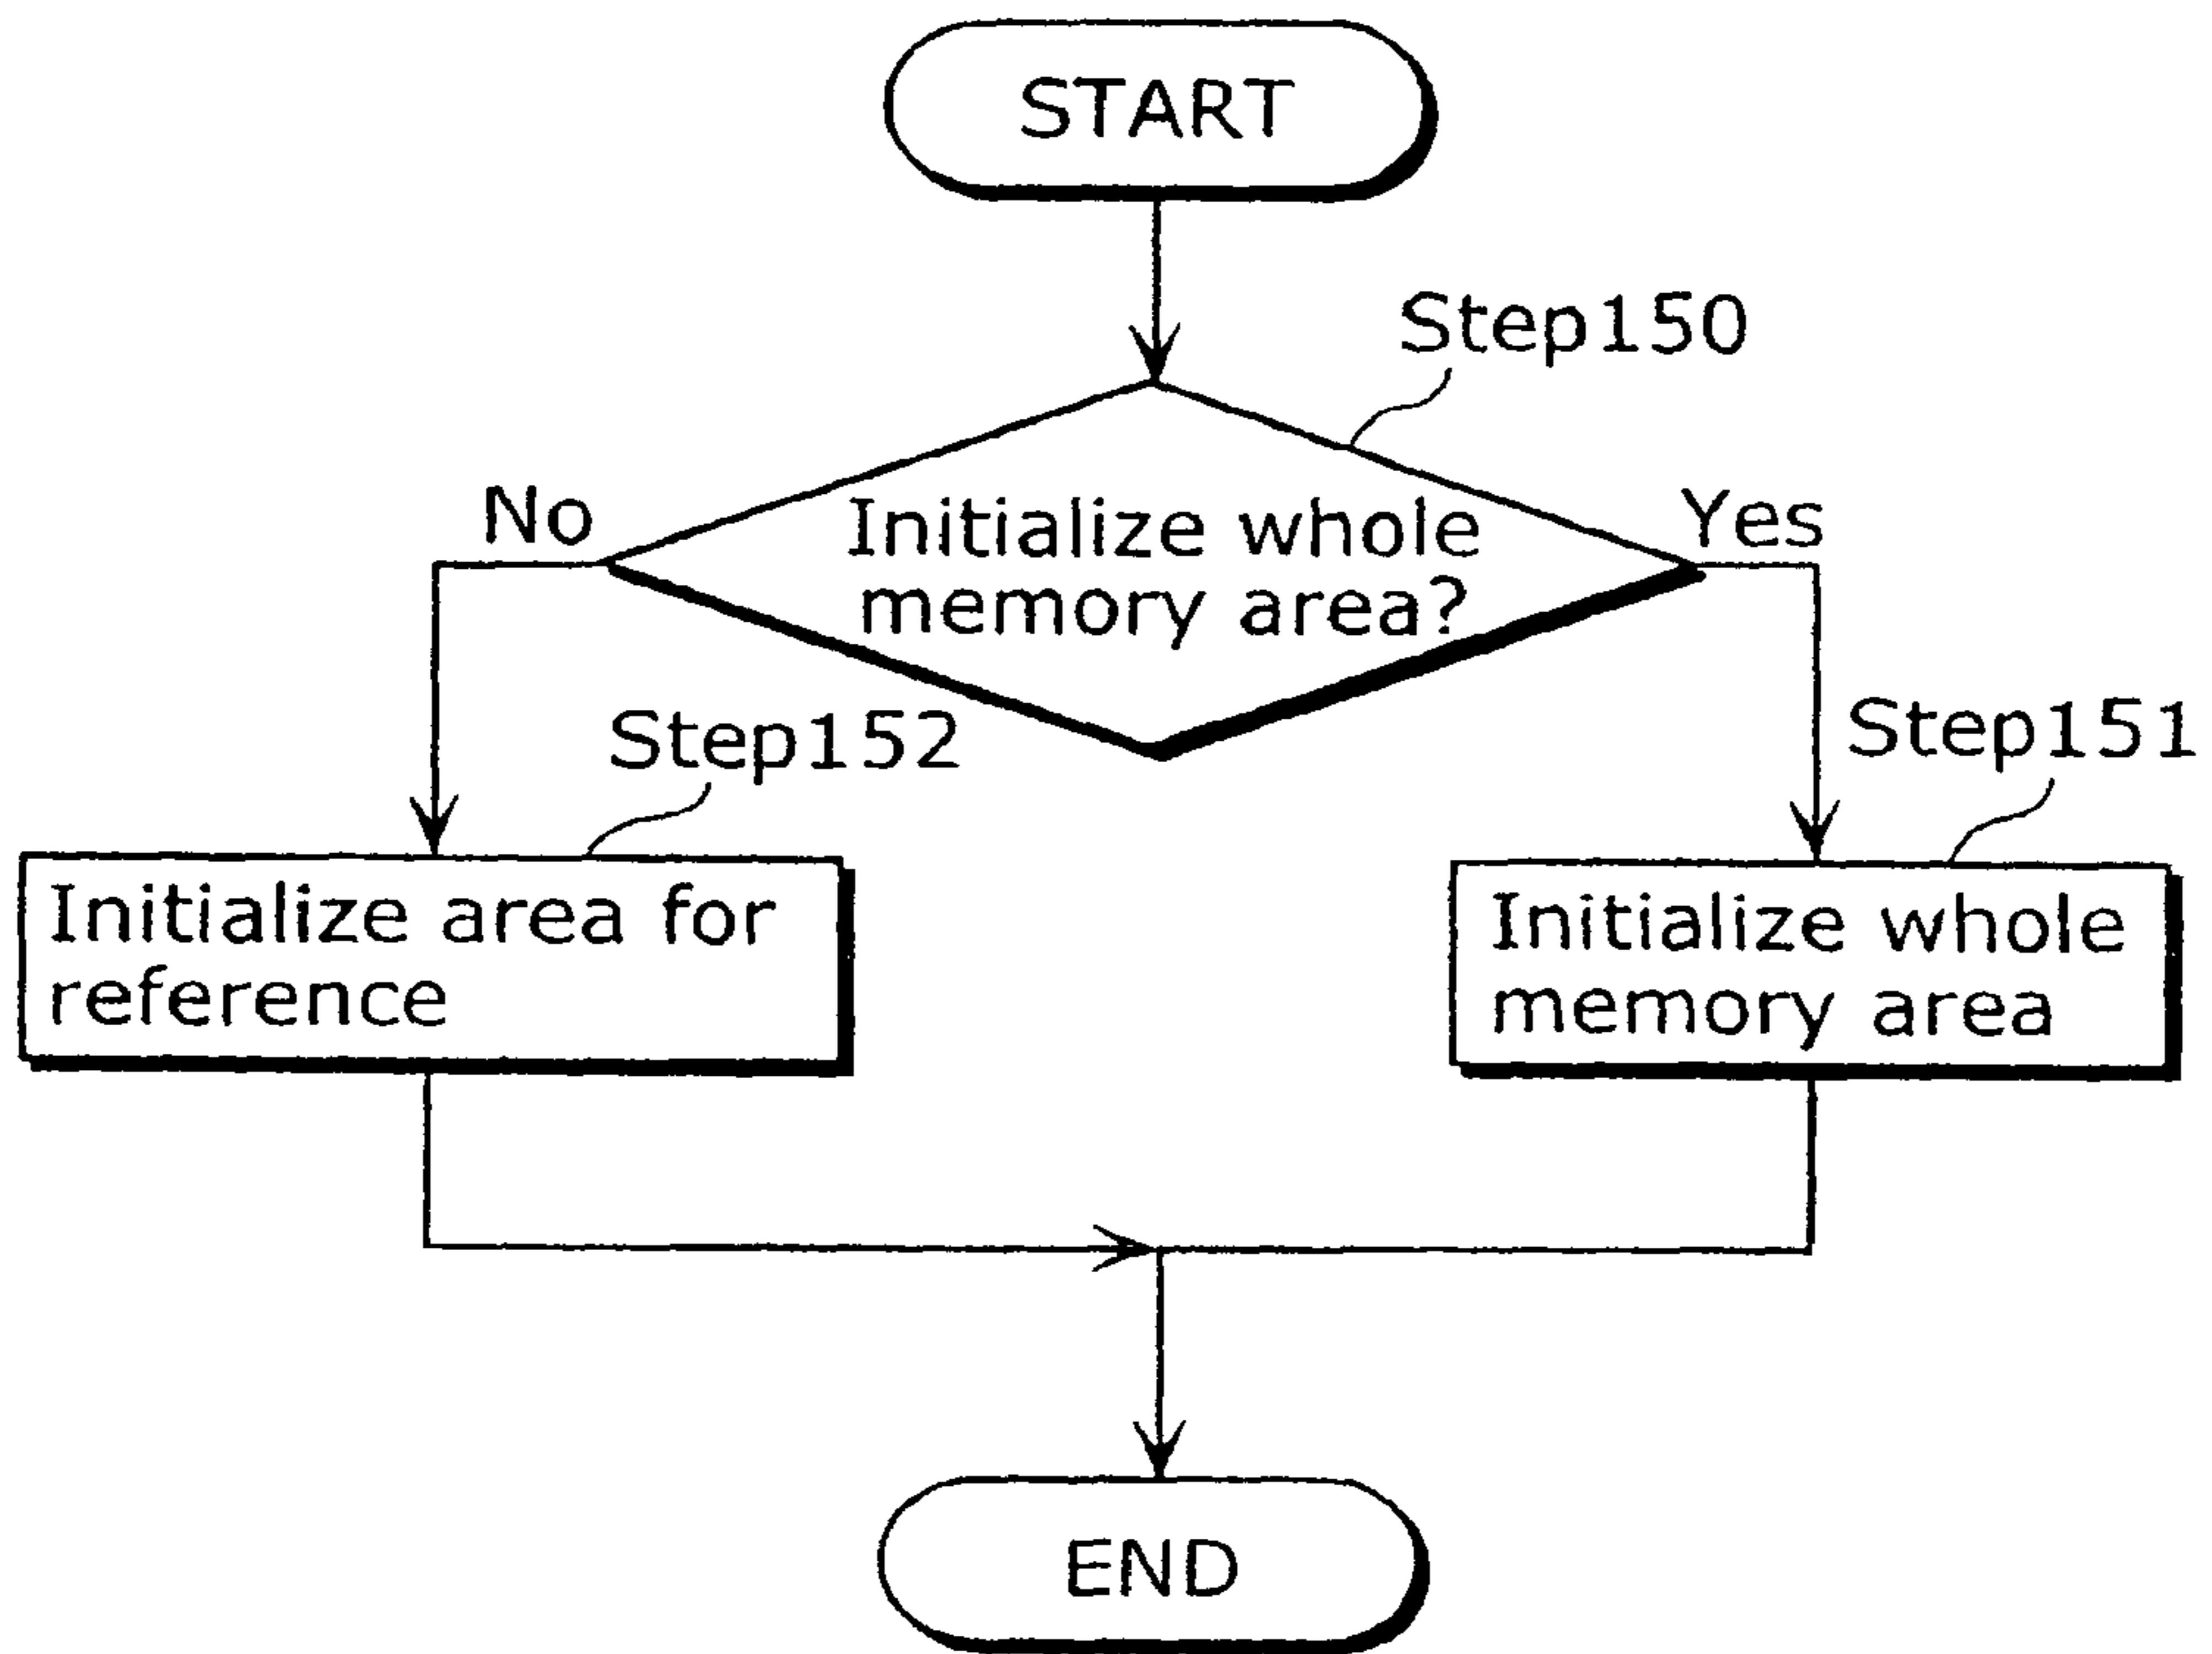 START
Step150
No
Initialize whole
memory area?
Yes
Step152
Step151
Initialize area for
reference
Initialize whole
memory area
END